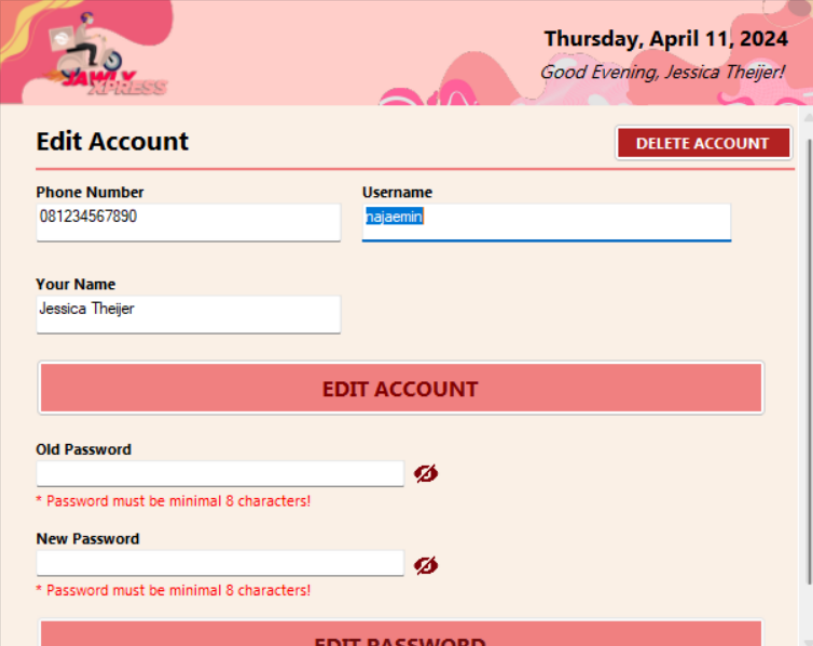 JAWLY
XPRESS
Thursday, April 11, 2024
Good Evening, Jessica Theijer!
Edit Account
DELETE ACCOUNT
Phone Number
Username
081234567890
najaemin
Your Name
Jessica Theijer
EDIT ACCOUNT
Old Password
* Password must be minimal 8 characters!
New Password
* Password must be minimal 8 characters!
EDIT PASSWORD